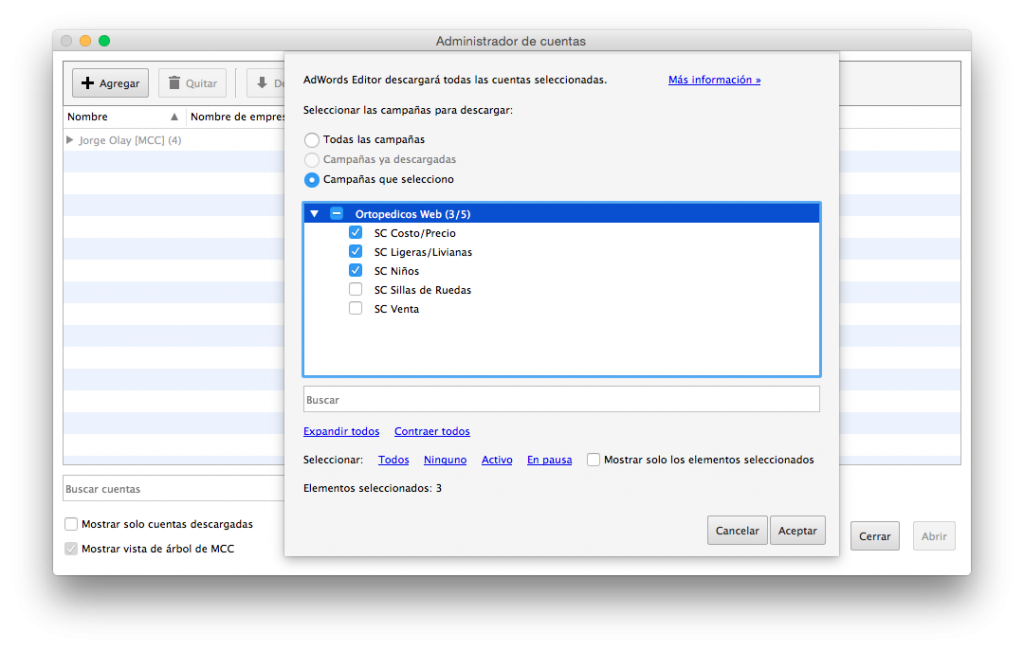 Administrador de cuentas
Agregar
Quitar
Nombre
Nombre de
Jorge Olay [MCC] (4)
AdWords Editor descargará todas las cuentas seleccionadas.
Más información »
Seleccionar las campañas para descargar:
Todas las campañas
Campañas ya descargadas
Campañas que selecciono
Ortopedicos Web (3/5)
SC Costo/Precio
SC Ligeras/Livianas
SC Niños
SC Sillas de Ruedas
SC Venta
Buscar
Expandir todos Contraer todos
Seleccionar: Todos Ninguno Activo En pausa Mostrar solo los elementos seleccionados
Elementos seleccionados: 3
Cancelar Aceptar
Buscar cuentas
Mostrar solo cuentas descargadas
Mostrar vista de árbol de MCC
Cerrar Abrir